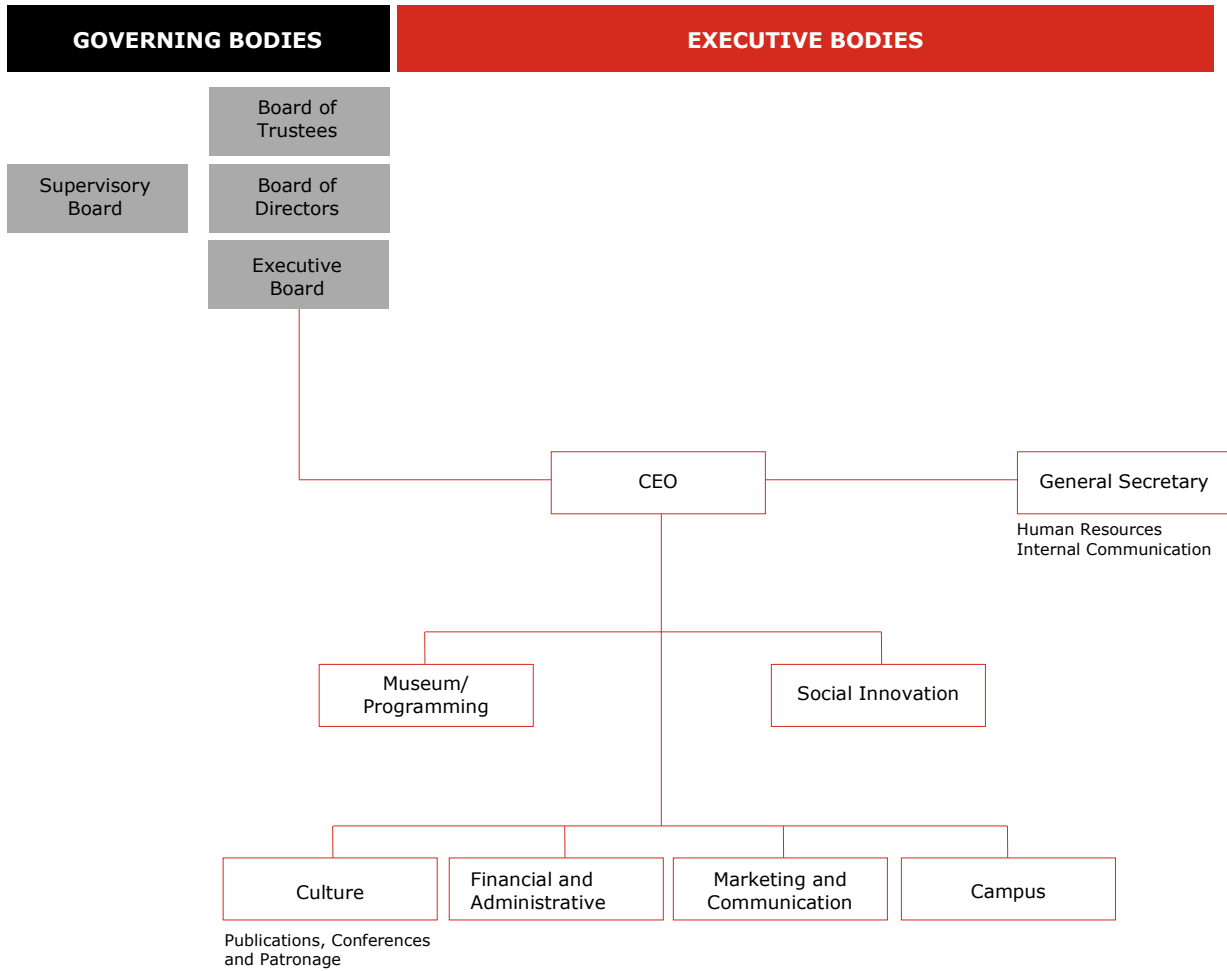 GOVERNING BODIES
EXECUTIVE BODIES
Board of
Trustees
Supervisory
Board
Board of
Directors
Executive
Board
CEO
General Secretary
Human Resources
Internal Communication
Museum/
Programming
Social Innovation
Culture
Financial and
Administrative
Marketing and
Communication
Campus
Publications, Conferences
and Patronage